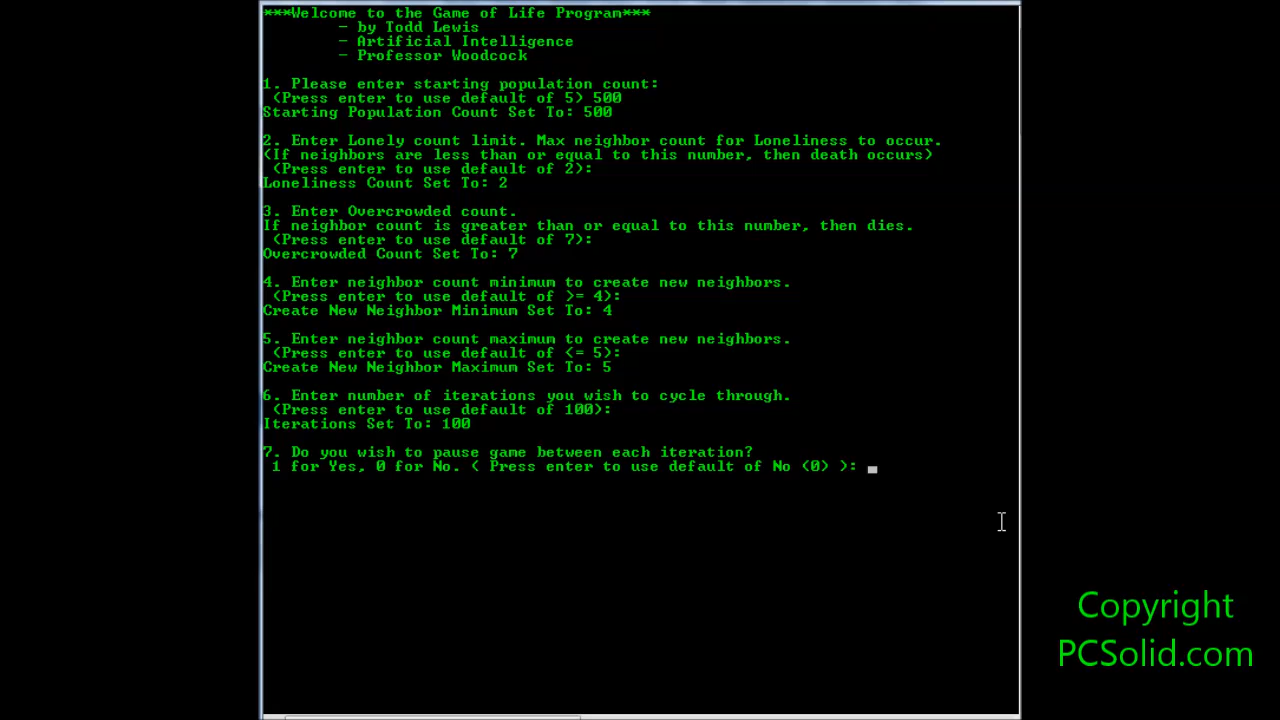 ***Welcome to the Game of Life Program***
- by Todd Lewis
- Artificial Intelligence
- Professor Woodcock
1. Please enter starting population count:
(Press enter to use default of 5) 500
Starting Population Count Set To: 500
2. Enter Lonely count limit. Max neighbor count for Loneliness to occur.
(If neighbors are less than or equal to this number, then death occurs)
(Press enter to use default of 2):
Loneliness Count Set To: 2
3. Enter Overcrowded count.
If neighbor count is greater than or equal to this number, then dies.
(Press enter to use default of 7):
Overcrowded Count Set To: 7
4. Enter neighbor count minimum to create new neighbors.
(Press enter to use default of >= 4):
Create New Neighbor Minimum Set To: 4
5. Enter neighbor count maximum to create new neighbors.
(Press enter to use default of <= 5):
Create New Neighbor Maximum Set To: 5
6. Enter number of iterations you wish to cycle through.
(Press enter to use default of 100):
Iterations Set To: 100
7. Do you wish to pause game between each iteration?
1 for Yes, 0 for No. ( Press enter to use default of No (0) ):
Copyright
PCSolid.com